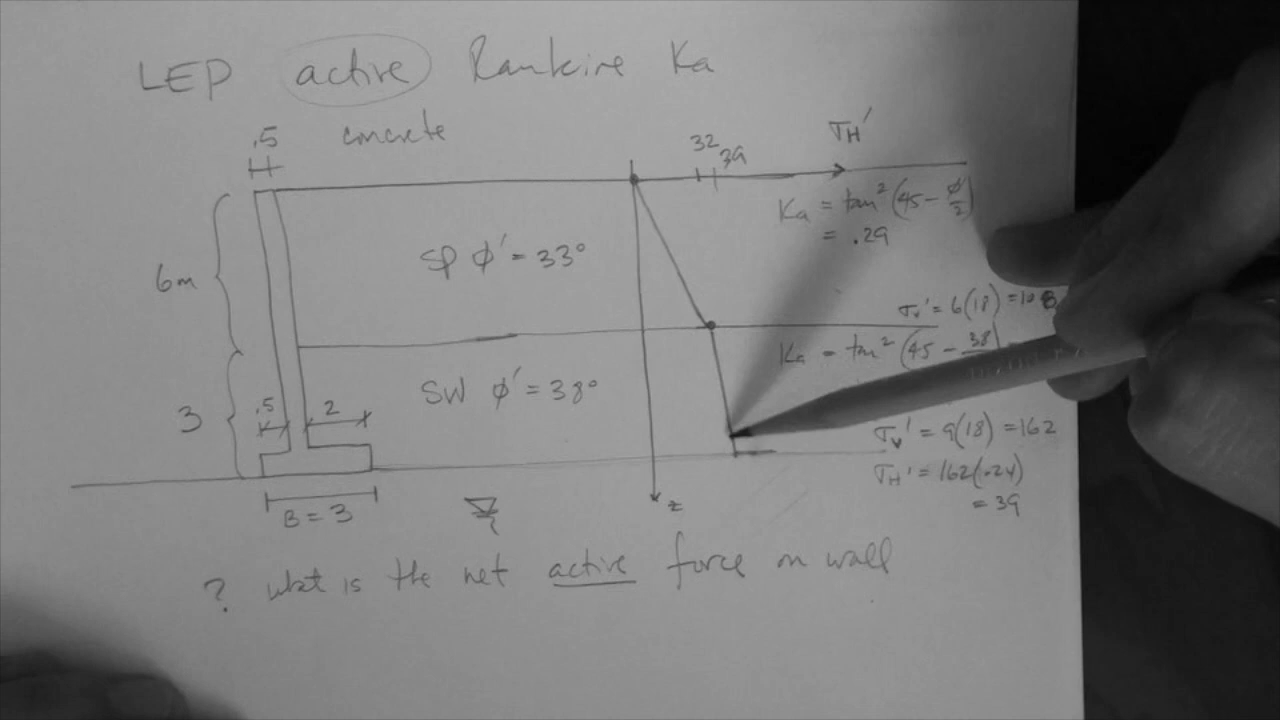 LEP active Rankine Ka
.5 concrete
32 39 σH'
Ka = tan² (45 - φ'/2)
= .29
6m
SP φ' = 33°
σv' = 6(18) = 108
Ka = tan² (45 - 38
SW φ' = 38°
3
.5 2
σv' = 9(18) = 162
σH' = 162(.24)
= 39
B = 3
z
? what is the net active force on wall